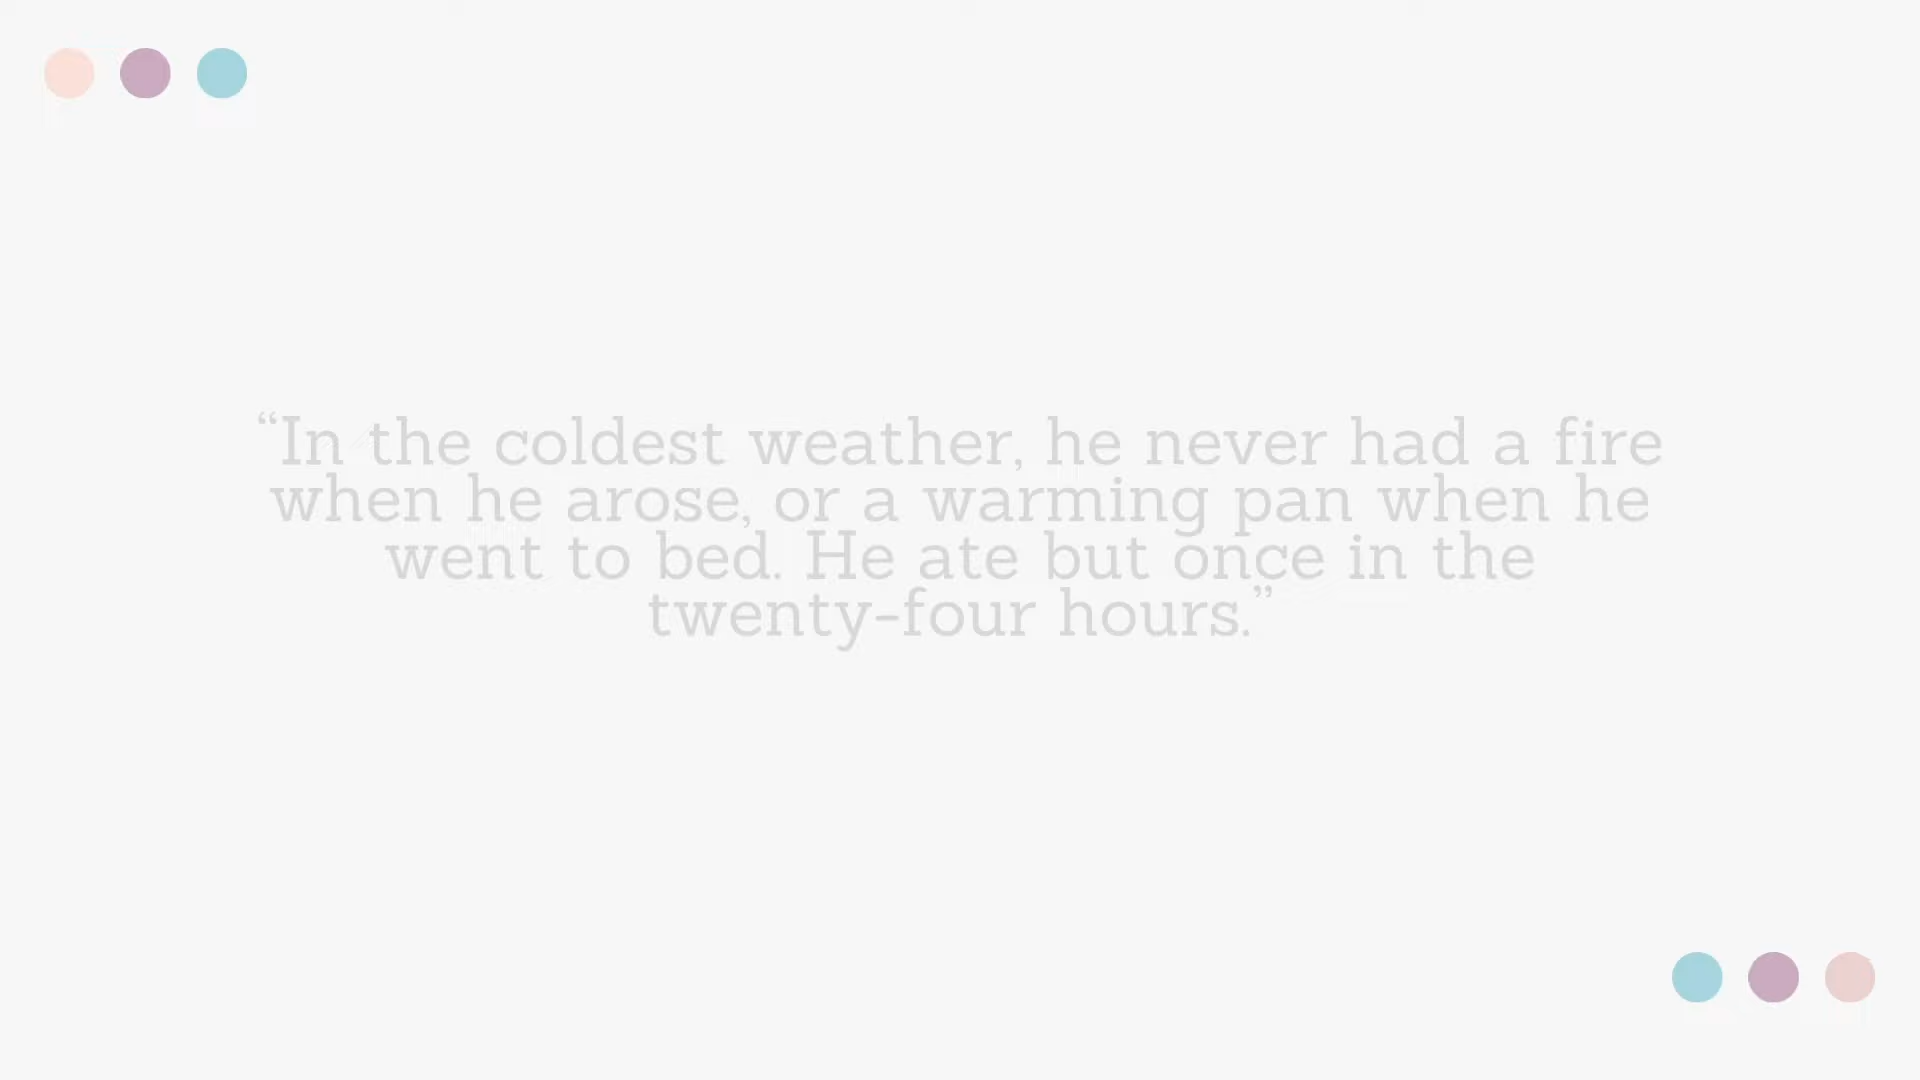 “In the coldest weather, he never had a fire
when he arose, or a warming pan when he
went to bed. He ate but once in the
twenty-four hours.”